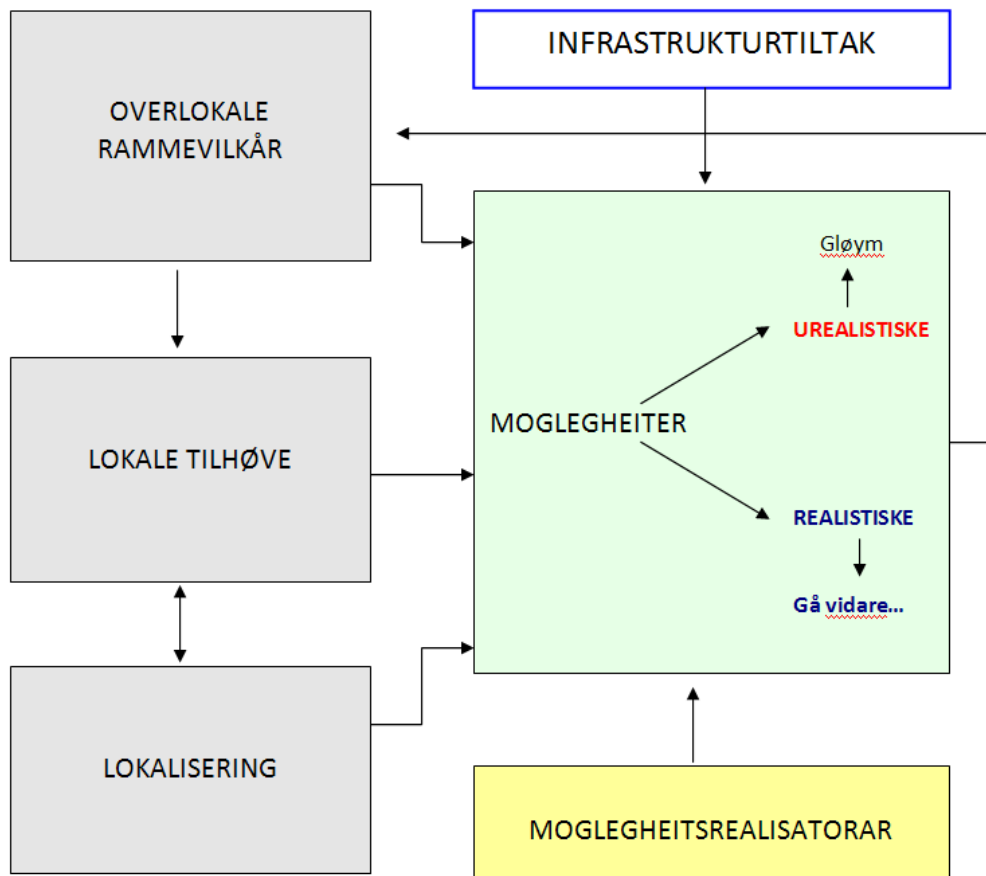 INFRASTRUKTURTILTAK
OVERLOKALE
RAMMEVILKÅR
Gløym
UREALISTISKE
MOGLEGHEITER
LOKALE TILHØVE
REALISTISKE
Gå vidare...
LOKALISERING
MOGLEGHEITSREALISATORAR